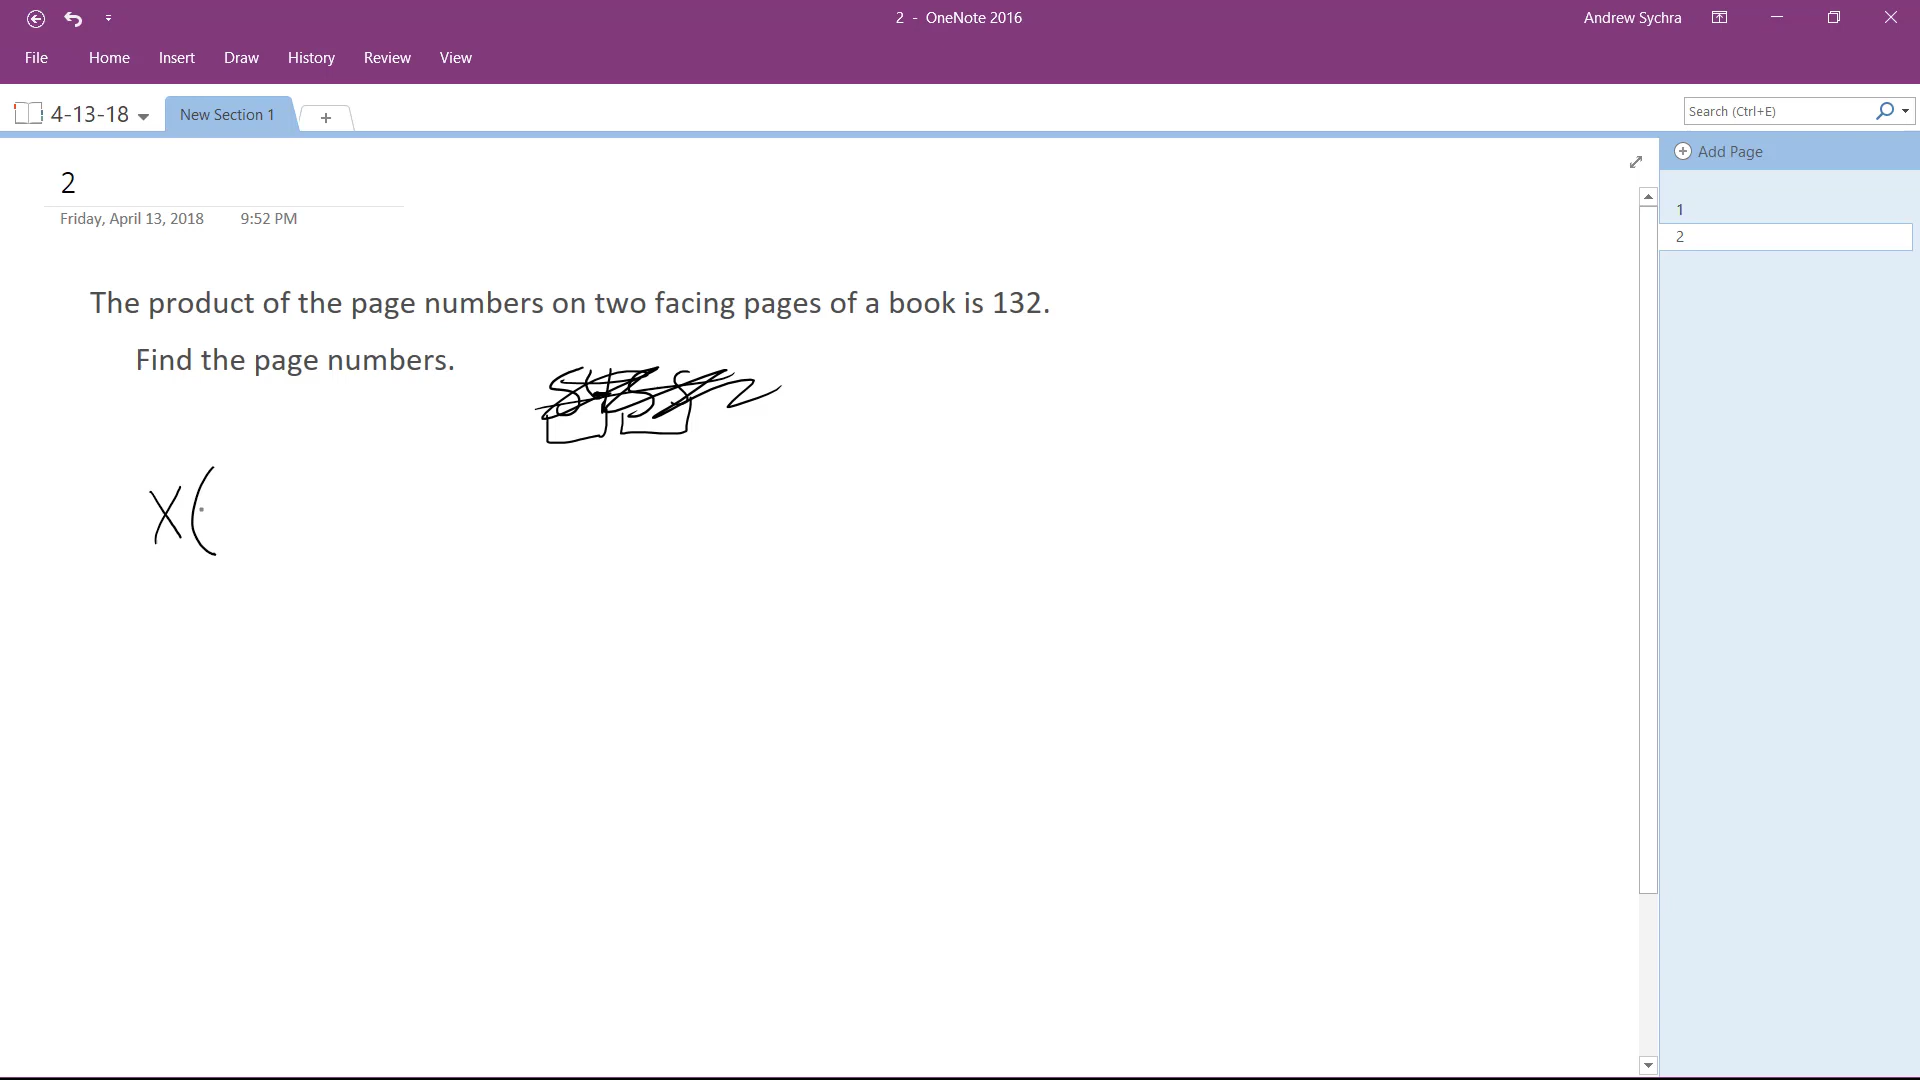 2 - OneNote 2016
Andrew Sychra
File Home Insert Draw History Review View
4-13-18
New Section 1
+
Search (Ctrl+E)
Add Page
2
Friday, April 13, 2018 9:52 PM
1
2
The product of the page numbers on two facing pages of a book is 132.
Find the page numbers.
X(